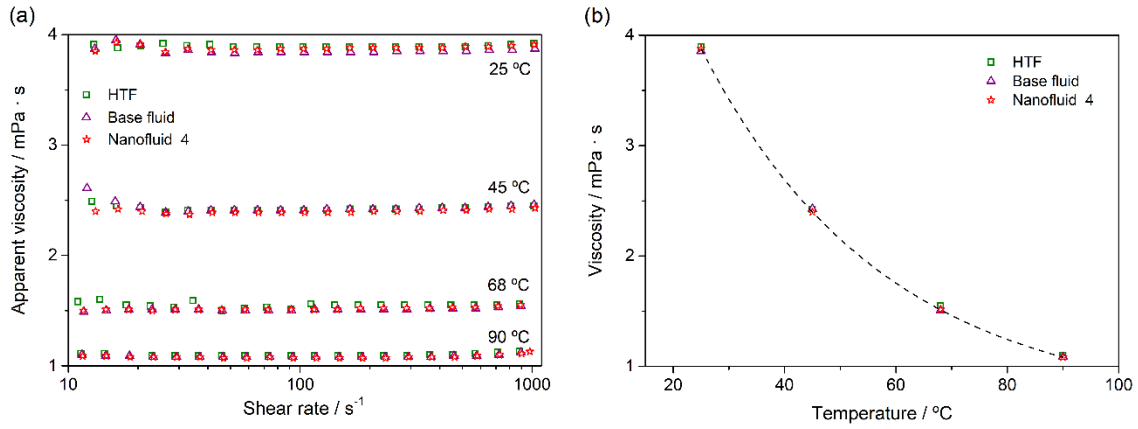 (a)
Apparent viscosity / mPa · s
4
3
2
1
25 ºC
HTF
Base fluid
Nanofluid 4
45 ºC
68 ºC
90 ºC
10
100
1000
Shear rate / s⁻¹
(b)
Viscosity / mPa · s
4
3
2
1
HTF
Base fluid
Nanofluid 4
20
40
60
80
100
Temperature / ºC